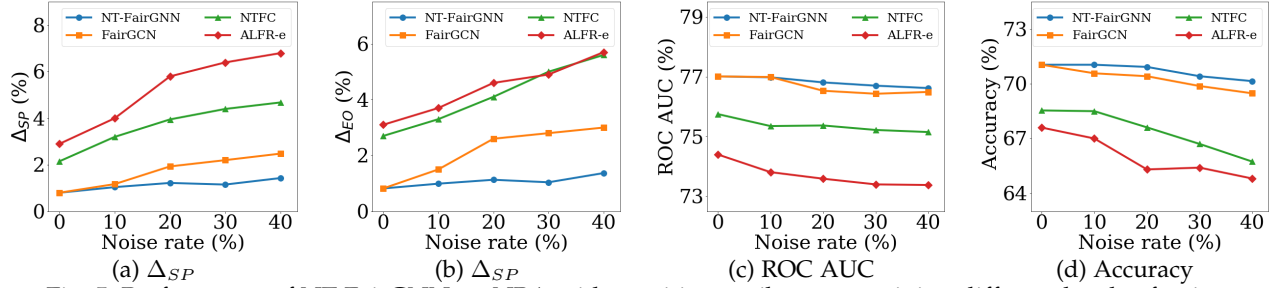 NT-FairGNN
FairGCN
NTFC
ALFR-e
8
6
4
2
0
Δ_SP (%)
0 10 20 30 40
Noise rate (%)
(a) Δ_SP
NT-FairGNN
FairGCN
NTFC
ALFR-e
6
4
2
0
Δ_EO (%)
0 10 20 30 40
Noise rate (%)
(b) Δ_SP
NT-FairGNN
FairGCN
NTFC
ALFR-e
79
77
75
73
ROC AUC (%)
0 10 20 30 40
Noise rate (%)
(c) ROC AUC
NT-FairGNN
FairGCN
NTFC
ALFR-e
73
70
67
64
Accuracy (%)
0 10 20 30 40
Noise rate (%)
(d) Accuracy